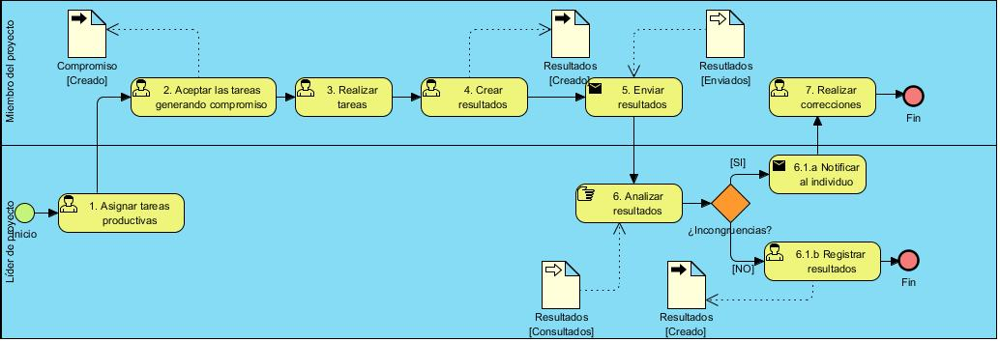 Miembro del proyecto
Compromiso
[Creado]
Resultados
[Creado]
Resutlados
[Enviados]
2. Aceptar las tareas
generando compromiso
3. Realizar
tareas
4. Crear
resultados
5. Enviar
resultados
7. Realizar
correcciones
Fin
Líder de proyecto
Inicio
1. Asignar tareas
productivas
6. Analizar
resultados
¿Incongruencias?
[SI]
6.1.a Notificar
al individuo
[NO]
6.1.b Registrar
resultados
Fin
Resultados
[Consultados]
Resultados
[Creado]